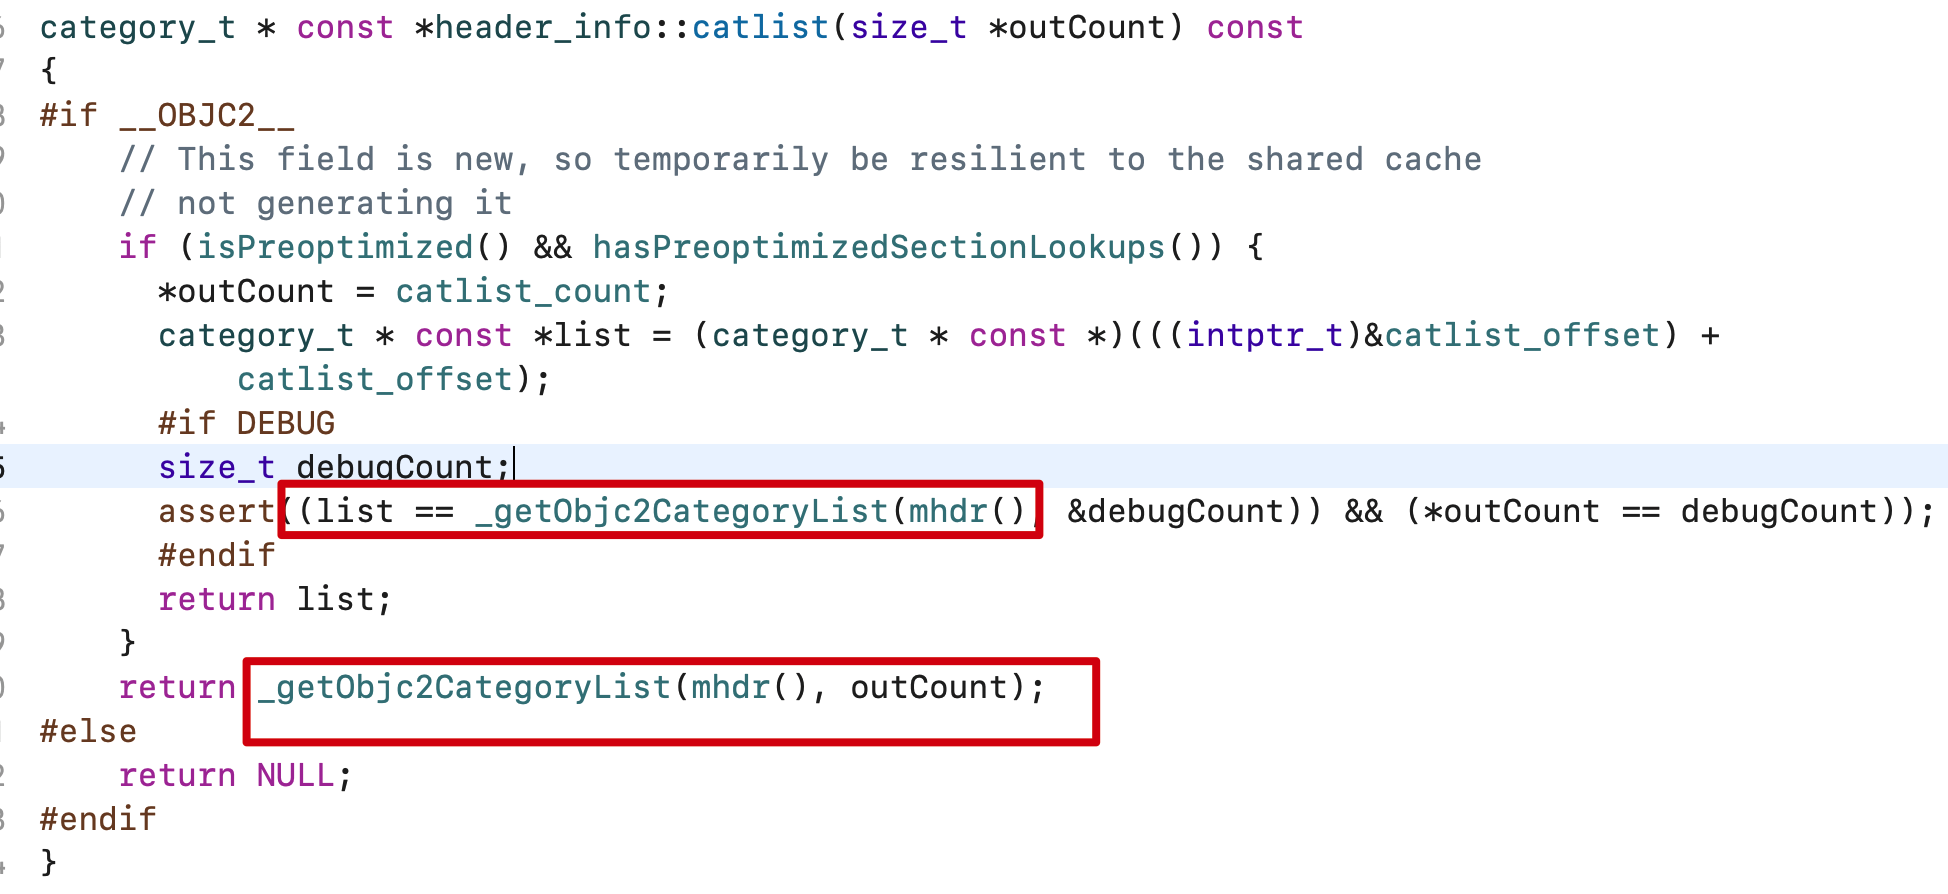 category_t * const *header_info::catlist(size_t *outCount) const
{
#if __OBJC2__
// This field is new, so temporarily be resilient to the shared cache
// not generating it
if (isPreoptimized() && hasPreoptimizedSectionLookups()) {
*outCount = catlist_count;
category_t * const *list = (category_t * const *)(((intptr_t)&catlist_offset) +
catlist_offset);
#if DEBUG
size_t debugCount;
assert((list == _getObjc2CategoryList(mhdr(), &debugCount)) && (*outCount == debugCount));
#endif
return list;
}
return _getObjc2CategoryList(mhdr(), outCount);
#else
return NULL;
#endif
}